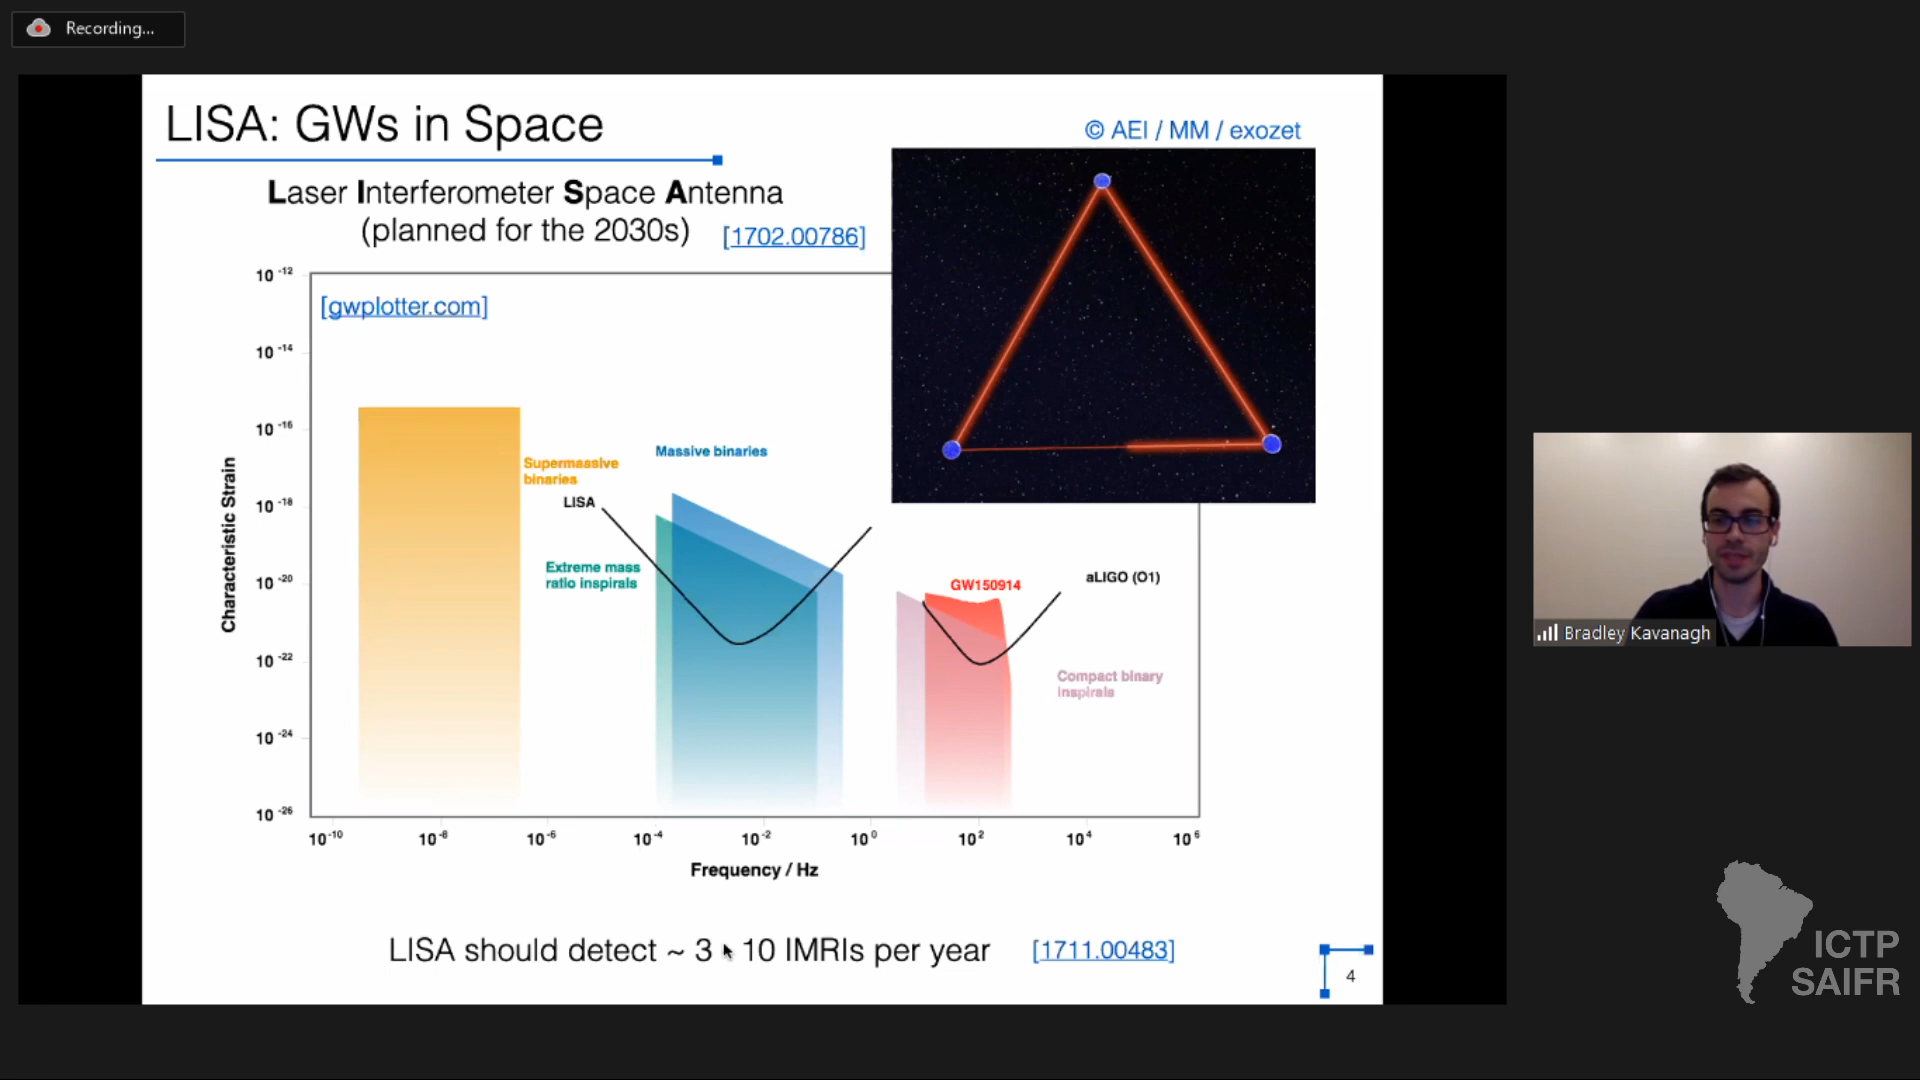 Recording...
LISA: GWs in Space
© AEI / MM / exozet
Laser Interferometer Space Antenna
(planned for the 2030s) [1702.00786]
[gwplotter.com]
Characteristic Strain
10 -12
10 -14
10 -16
10 -18
10 -20
10 -22
10 -24
10 -26
Supermassive
binaries
Massive binaries
LISA
Extreme mass
ratio inspirals
GW150914
aLIGO (O1)
Compact binary
inspirals
10-10 10-8 10-6 10-4 10-2 100 102 104 106
Frequency / Hz
LISA should detect ~ 3 10 IMRIs per year [1711.00483]
4
Bradley Kavanagh
ICTP
SAIFR